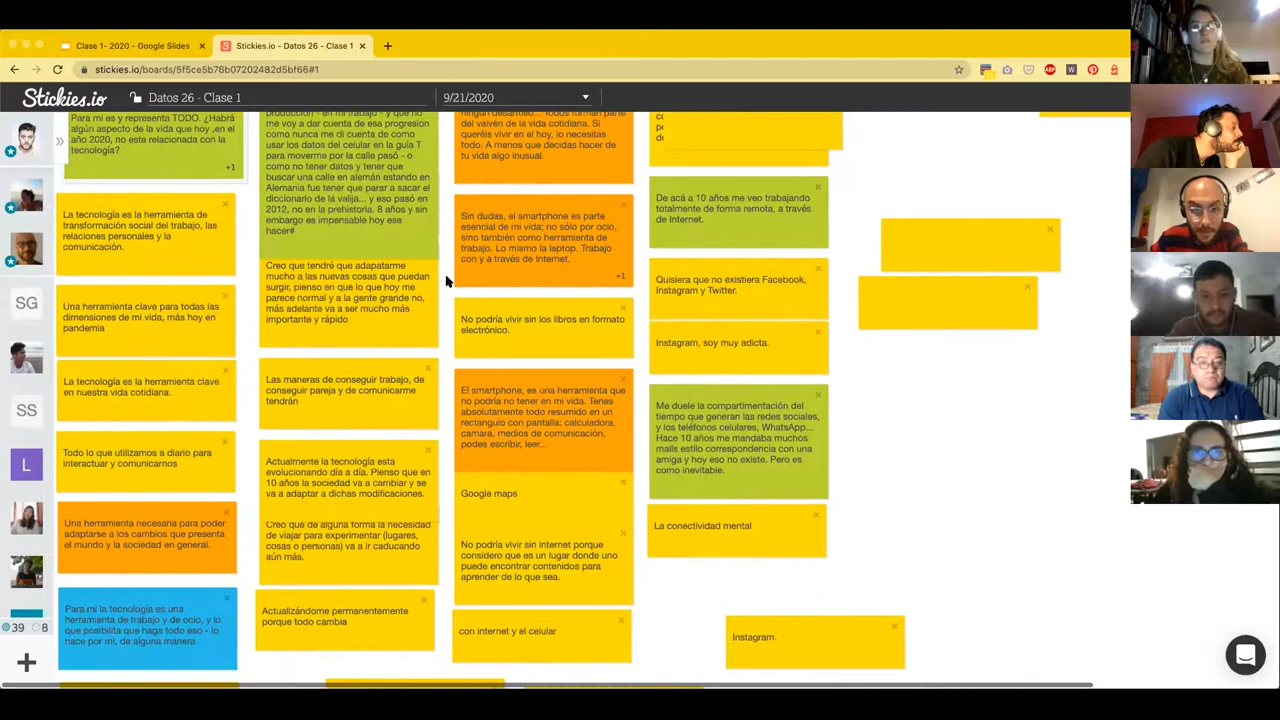 Clase 1- 2020 - Google Slides
Stickies.io - Datos 26 - Clase 1
stickies.io/boards/5f5ce5b76b07202482d5bf66#1
ABP
W
Stickies.io
Datos 26 - Clase 1
9/21/2020
SG
SS
L
39
8
Para mi es y representa TODO. ¿Habrá
algún aspecto de la vida que hoy ,en el
año 2020, no este relacionada con la
tecnología?
+1
La tecnología es la herramienta de
transformación social del trabajo, las
relaciones personales y la
comunicación.
Una herramienta clave para todas las
dimensiones de mi vida, más hoy en
pandemia
La tecnología es la herramienta clave
en nuestra vida cotidiana.
Todo lo que utilizamos a diario para
interactuar y comunicarnos
Una herramienta necesaria para poder
adaptarse a los cambios que presenta
el mundo y la sociedad en general.
Para mi la tecnología es una
herramienta de trabajo y de ocio, y lo
que posibilita que haga todo eso - lo
hace por mi, de alguna manera
produccion - en mi trabajo - y que no
me voy a dar cuenta de esa progresion
como nunca me di cuenta de como
usar los datos del celular en la guía T
para moverme por la calle pasó - o
como no tener datos y tener que
buscar una calle en alemán estando en
Alemania fue tener que parar a sacar el
diccionario de la valija... y eso pasó en
2012, no en la prehistoria. 8 años y sin
embargo es impensable hoy ese
hacer#
Creo que tendré que adapatarme
mucho a las nuevas cosas que puedan
surgir, pienso en lo que hoy me
parece normal y a la gente grande no,
más adelante va a ser mucho más
importante y rápido
Las maneras de conseguir trabajo, de
conseguir pareja y de comunicarme
tendrán
Actualmente la tecnología esta
evolucionando día a día. Pienso que en
10 años la sociedad va a cambiar y se
va a adaptar a dichas modificaciones.
Creo que de alguna forma la necesidad
de viajar para experimentar (lugares,
cosas o personas) va a ir caducando
aún más.
Actualizándome permanentemente
porque todo cambia
ningún desarrollo... Todos forman parte
del vaivén de la vida cotidiana. Si
queréis vivir en el hoy, lo necesitas
todo. A menos que decidas hacer de
tu vida algo inusual.
Sin dudas, el smartphone es parte
esencial de mi vida; no sólo por ocio,
sino también como herramienta de
trabajo. Lo mismo la laptop. Trabajo
con y a través de Internet.
+1
No podría vivir sin los libros en formato
electrónico.
El smartphone, es una herramienta que
no podría no tener en mi vida. Tenes
absolutamente todo resumido en un
rectangulo con pantalla: calculadora,
camara, medios de comunicación,
podes escribir, leer...
Google maps
No podría vivir sin internet porque
considero que es un lugar donde uno
puede encontrar contenidos para
aprender de lo que sea.
con internet y el celular
De acá a 10 años me veo trabajando
totalmente de forma remota, a través
de Internet.
Quisiera que no existiera Facebook,
Instagram y Twitter.
Instagram, soy muy adicta.
Me duele la compartimentación del
tiempo que generan las redes sociales,
y los teléfonos celulares, WhatsApp...
Hace 10 años me mandaba muchos
mails estilo correspondencia con una
amiga y hoy eso no existe. Pero es
como inevitable.
La conectividad mental
Instagram.